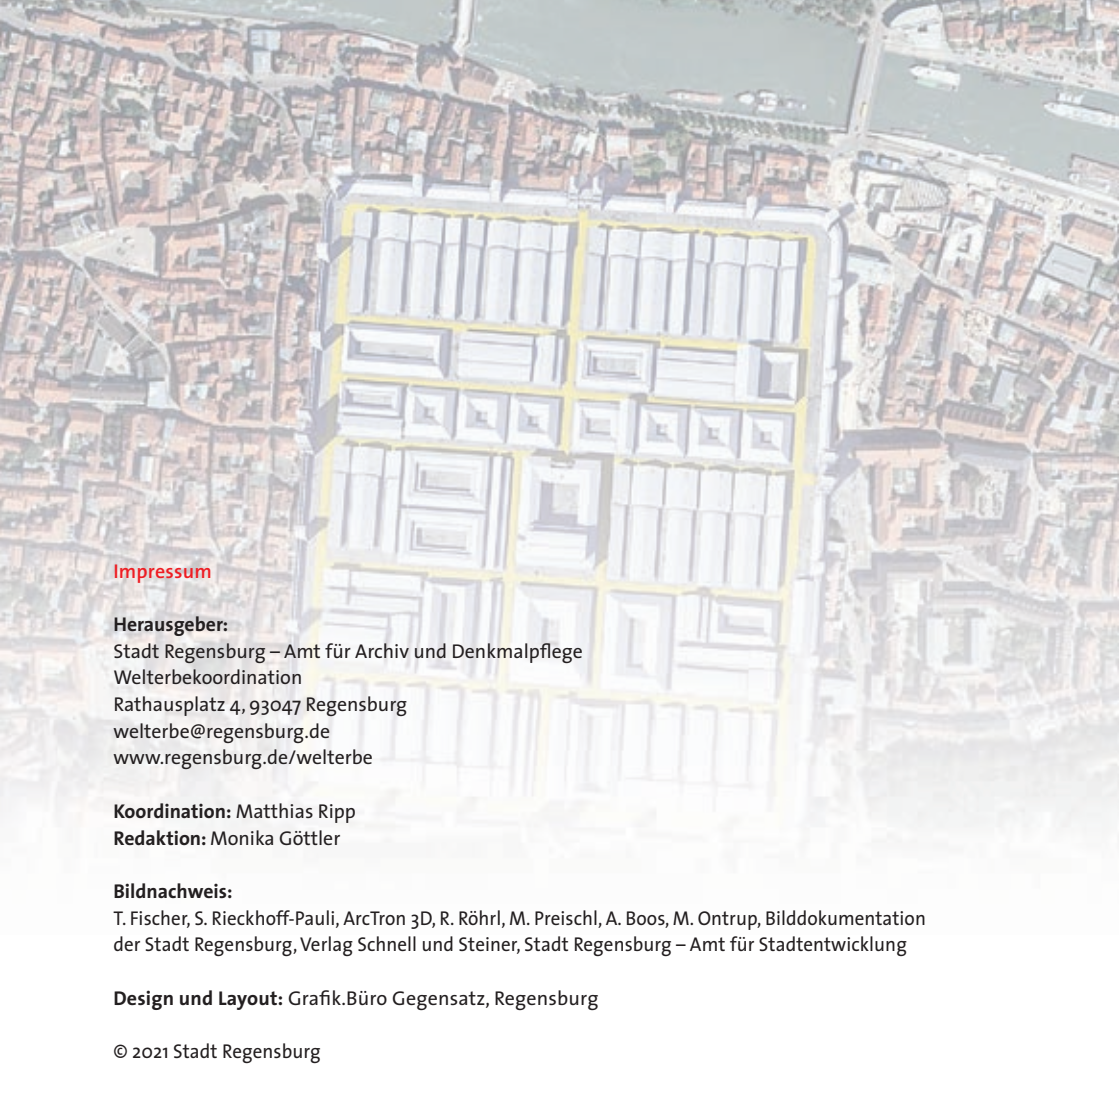 Impressum
Herausgeber:
Stadt Regensburg – Amt für Archiv und Denkmalpflege
Welterbekoordination
Rathausplatz 4, 93047 Regensburg
welterbe@regensburg.de
www.regensburg.de/welterbe
Koordination: Matthias Ripp
Redaktion: Monika Göttler
Bildnachweis:
T. Fischer, S. Rieckhoff-Pauli, ArcTron 3D, R. Röhrl, M. Preischl, A. Boos, M. Ontrup, Bilddokumentation
der Stadt Regensburg, Verlag Schnell und Steiner, Stadt Regensburg – Amt für Stadtentwicklung
Design und Layout: Grafik.Büro Gegensatz, Regensburg
© 2021 Stadt Regensburg